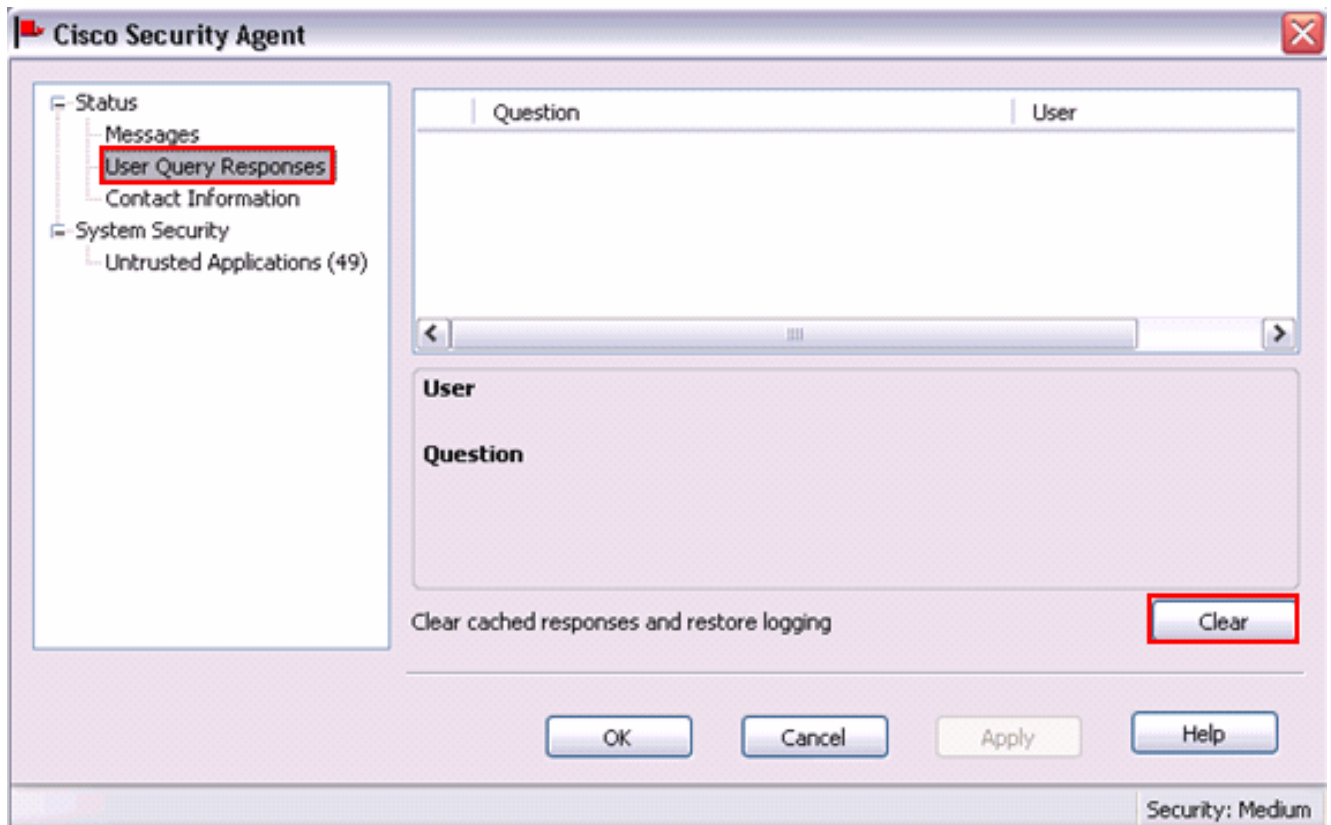 Cisco Security Agent
Status
Messages
User Query Responses
Contact Information
System Security
Untrusted Applications (49)
Question User
User
Question
Clear cached responses and restore logging Clear
OK Cancel Apply Help
Security: Medium